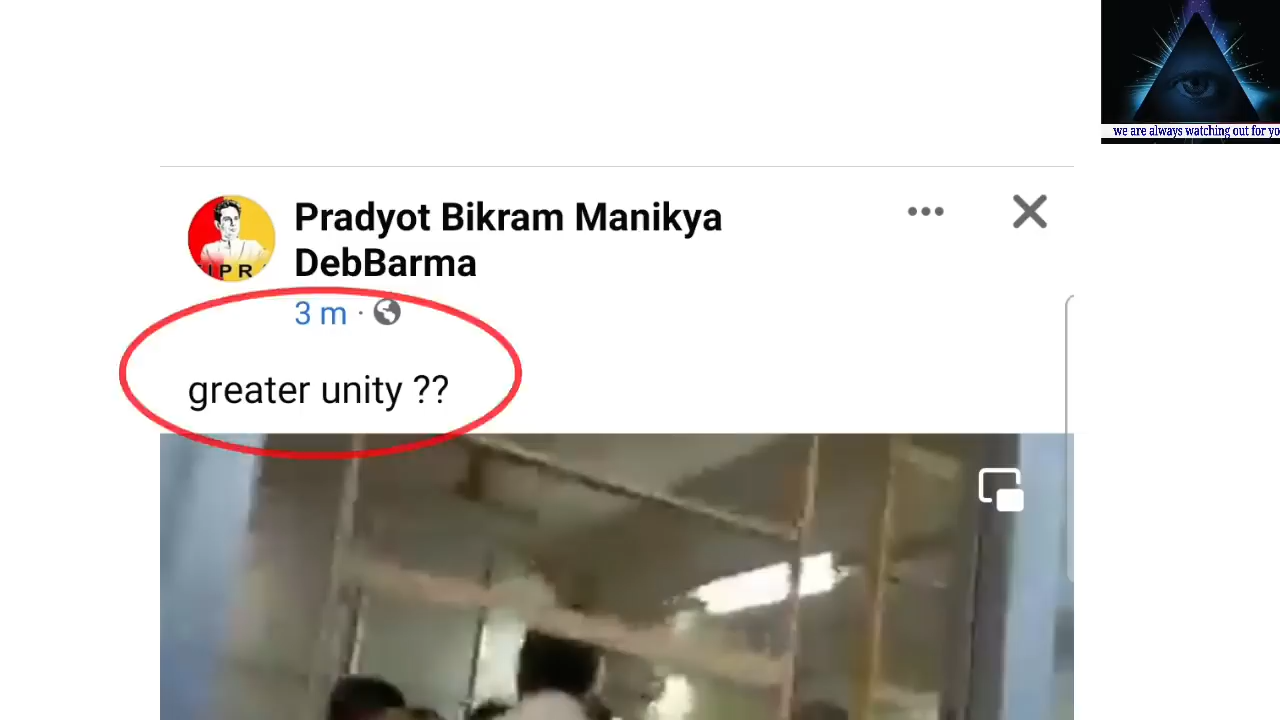 we are always watching out for yo
Pradyot Bikram Manikya
DebBarma
3 m ·
greater unity ??
IPR